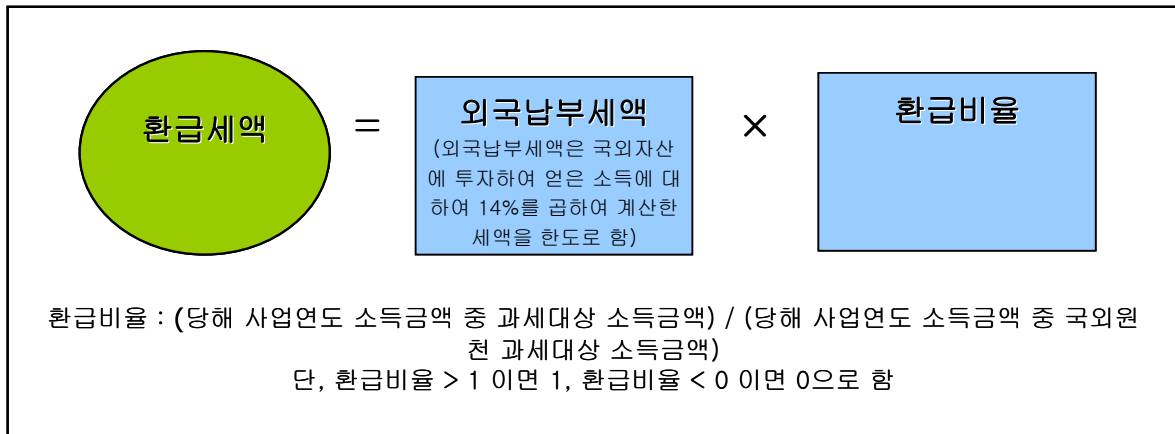 환급세액
=
외국납부세액
(외국납부세액은 국외자산
에 투자하여 얻은 소득에 대
하여 14%를 곱하여 계산한
세액을 한도로 함)
×
환급비율
환급비율 : (당해 사업연도 소득금액 중 과세대상 소득금액) / (당해 사업연도 소득금액 중 국외원
천 과세대상 소득금액)
단, 환급비율 > 1 이면 1, 환급비율 < 0 이면 0으로 함